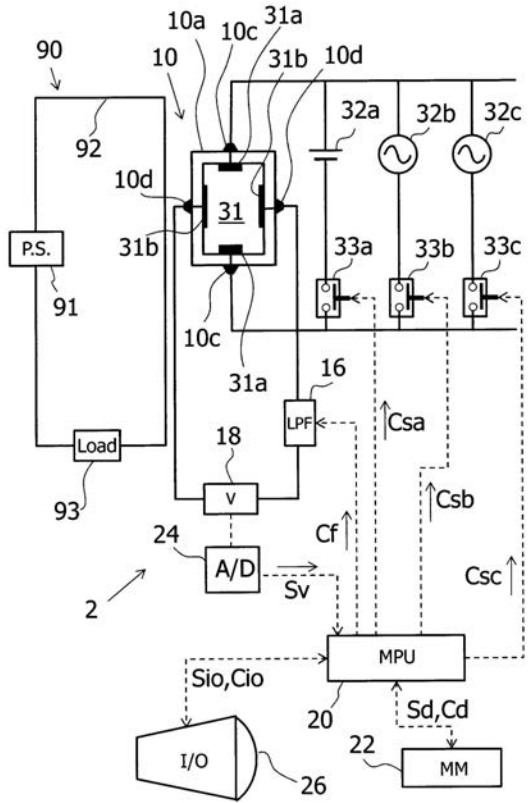 31a
10a 10c 31b
90 10 10d
92
32a 32b 32c
10d
31
P.S.
33a 33b 33c
31b
91
10c
31a
16
Csa
LPF
Load
18
V
Csb
93
24
Cf
A/D
Csc
Sv
2
MPU
Sio,Cio
20
Sd,Cd
22
I/O
26
MM